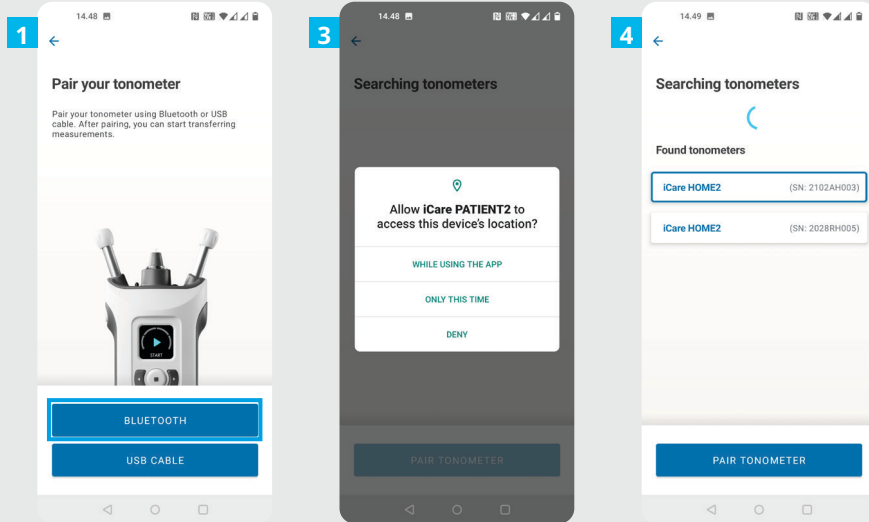 1
14.48
Pair your tonometer
Pair your tonometer using Bluetooth or USB
cable. After pairing, you can start transferring
measurements.
START
BLUETOOTH
USB CABLE
3
14.48
Searching tonometers
Allow iCare PATIENT2 to
access this device's location?
WHILE USING THE APP
ONLY THIS TIME
DENY
PAIR TONOMETER
4
14.49
Searching tonometers
Found tonometers
iCare HOME2 (SN: 2102AH003)
iCare HOME2 (SN: 2028RH005)
PAIR TONOMETER